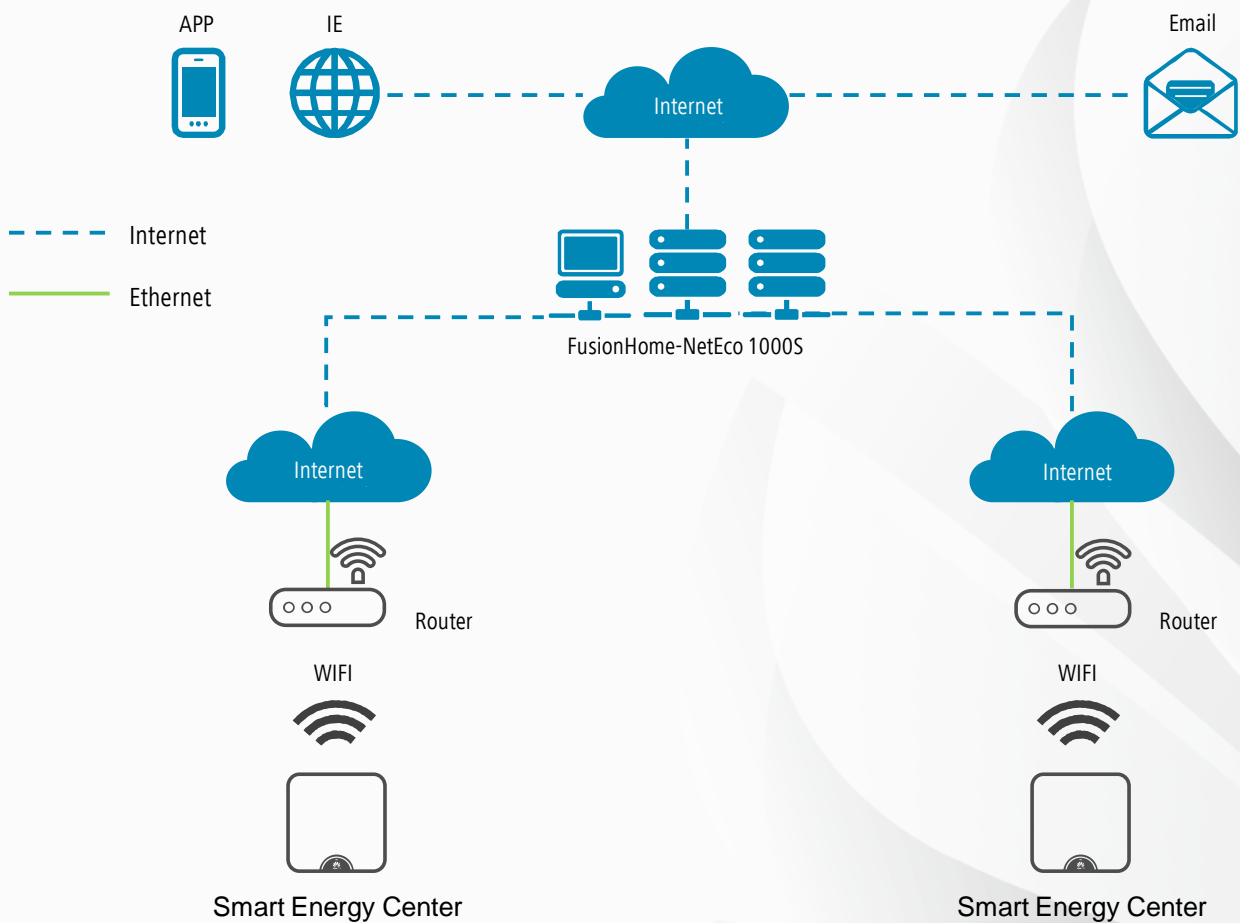 APP
IE
Email
Internet
Internet
Ethernet
FusionHome-NetEco 1000S
Internet
Internet
Router
Router
WIFI
WIFI
Smart Energy Center
Smart Energy Center